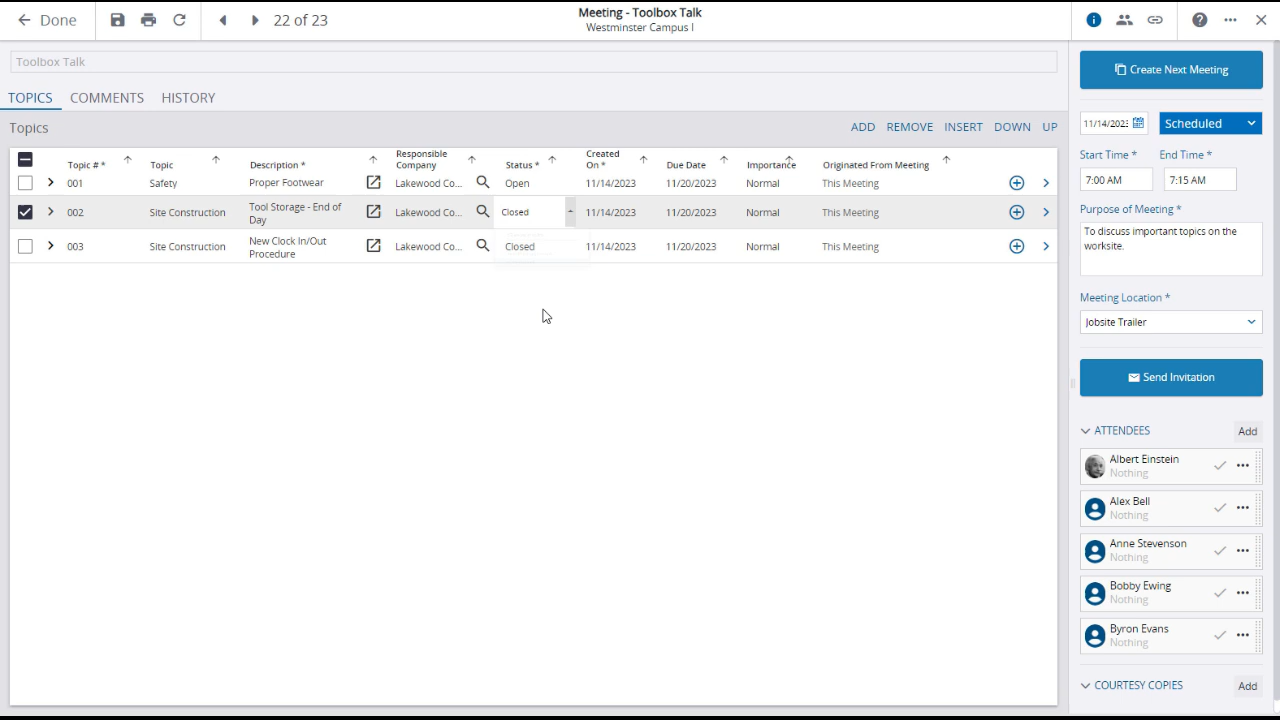 Done
22 of 23
Meeting - Toolbox Talk
Westminster Campus I
Toolbox Talk
TOPICS COMMENTS HISTORY
Topics
ADD REMOVE INSERT DOWN UP
Topic # * Topic Description * Responsible Company Status * Created On * Due Date Importance Originated From Meeting
001 Safety Proper Footwear Lakewood Co... Open 11/14/2023 11/20/2023 Normal This Meeting
002 Site Construction Tool Storage - End of Day Lakewood Co... Closed 11/14/2023 11/20/2023 Normal This Meeting
003 Site Construction New Clock In/Out Procedure Lakewood Co... Closed 11/14/2023 11/20/2023 Normal This Meeting
Create Next Meeting
11/14/202 Scheduled
Start Time * End Time *
7:00 AM 7:15 AM
Purpose of Meeting *
To discuss important topics on the
worksite.
Meeting Location *
Jobsite Trailer
Send Invitation
ATTENDEES Add
Albert Einstein
Nothing
Alex Bell
Nothing
Anne Stevenson
Nothing
Bobby Ewing
Nothing
Byron Evans
Nothing
COURTESY COPIES Add